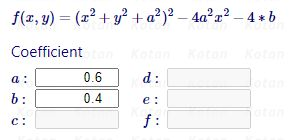 f(x, y) = (x² + y² + a²)² − 4a²x² − 4 * b
Coefficient
a : 0.6 d :
b : 0.4 e :
c : f :